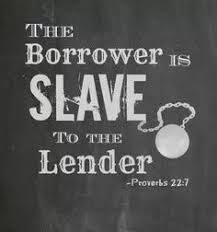 The
Borrower is
SLAVE
To the
Lender
-Proverbs 22:7